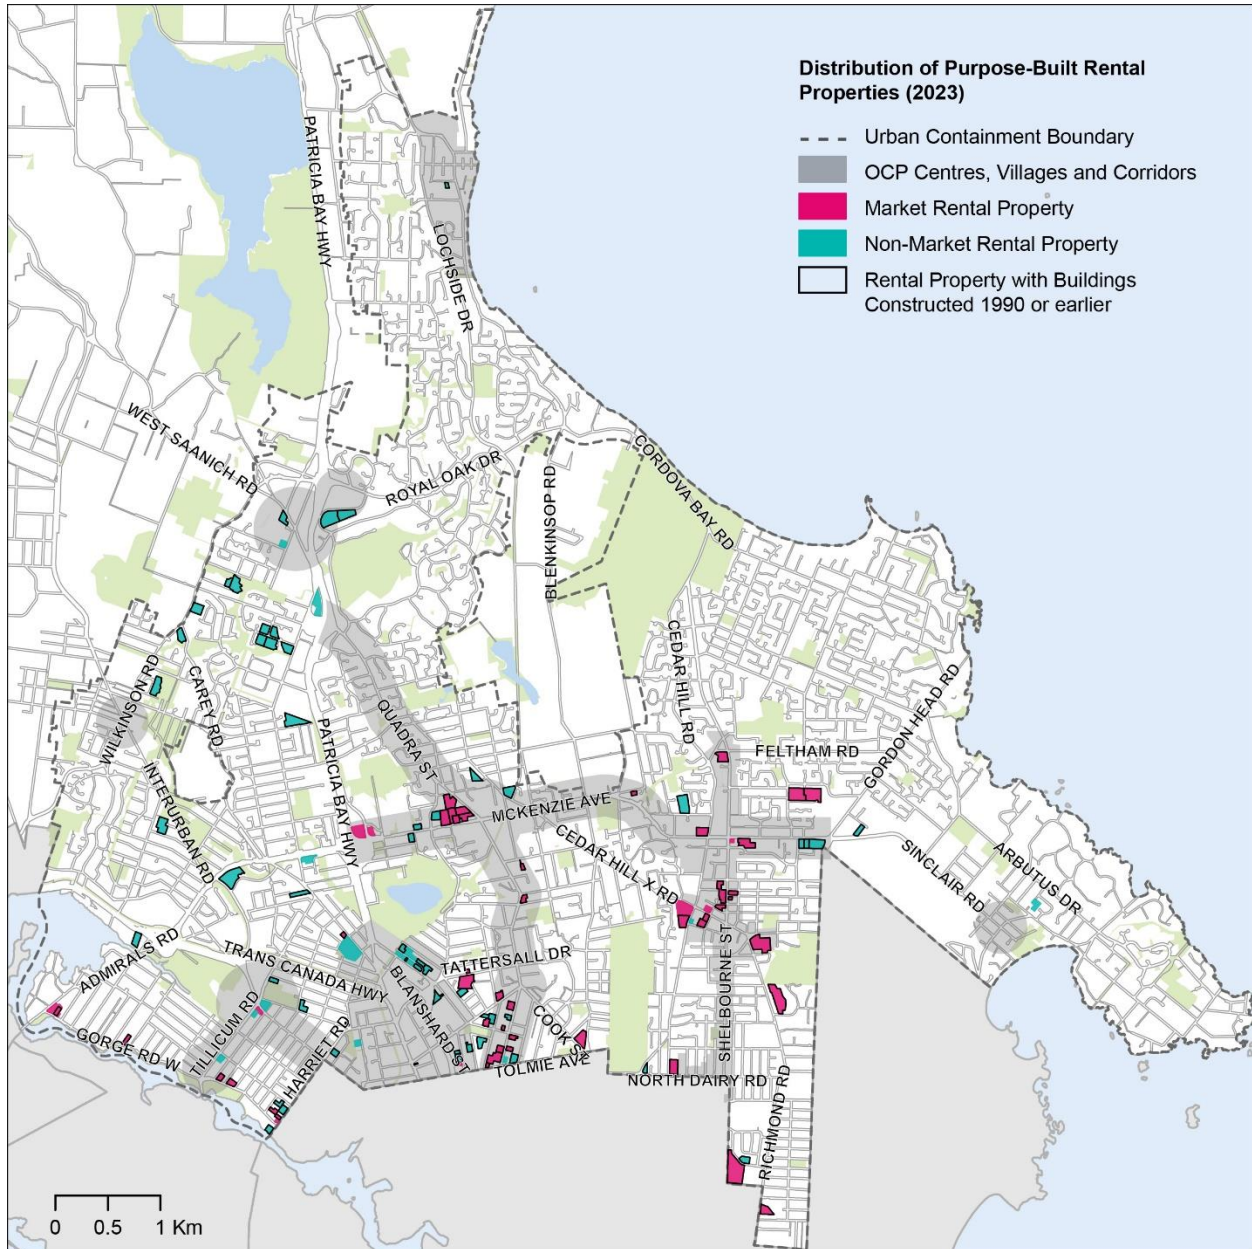 Distribution of Purpose-Built Rental
Properties (2023)
Urban Containment Boundary
OCP Centres, Villages and Corridors
Market Rental Property
Non-Market Rental Property
Rental Property with Buildings
Constructed 1990 or earlier
PATRICIA BAY HWY
LOCHSIDE DR
WEST SAANICH RD
ROYAL OAK DR
CORDOVA BAY RD
BLENKINSOP RD
CEDAR HILL RD
WILKINSON RD
CAREY RD
QUADRA ST
PATRICIA BAY HWY
FELTHAM RD
GORDON HEAD RD
INTERURBAN RD
MCKENZIE AVE
CEDAR HILL X RD
SINCLAIR RD
ARBUTUS DR
ADMIRALS RD
TRANS CANADA HWY
TATTERSALL DR
BLANSHARD ST
SHELBOURNE ST
GORGE RD W
TILLICUM RD
HARRIET RD
COOK ST
TOLMIE AVE
NORTH DAIRY RD
RICHMOND RD
0 0.5 1 Km